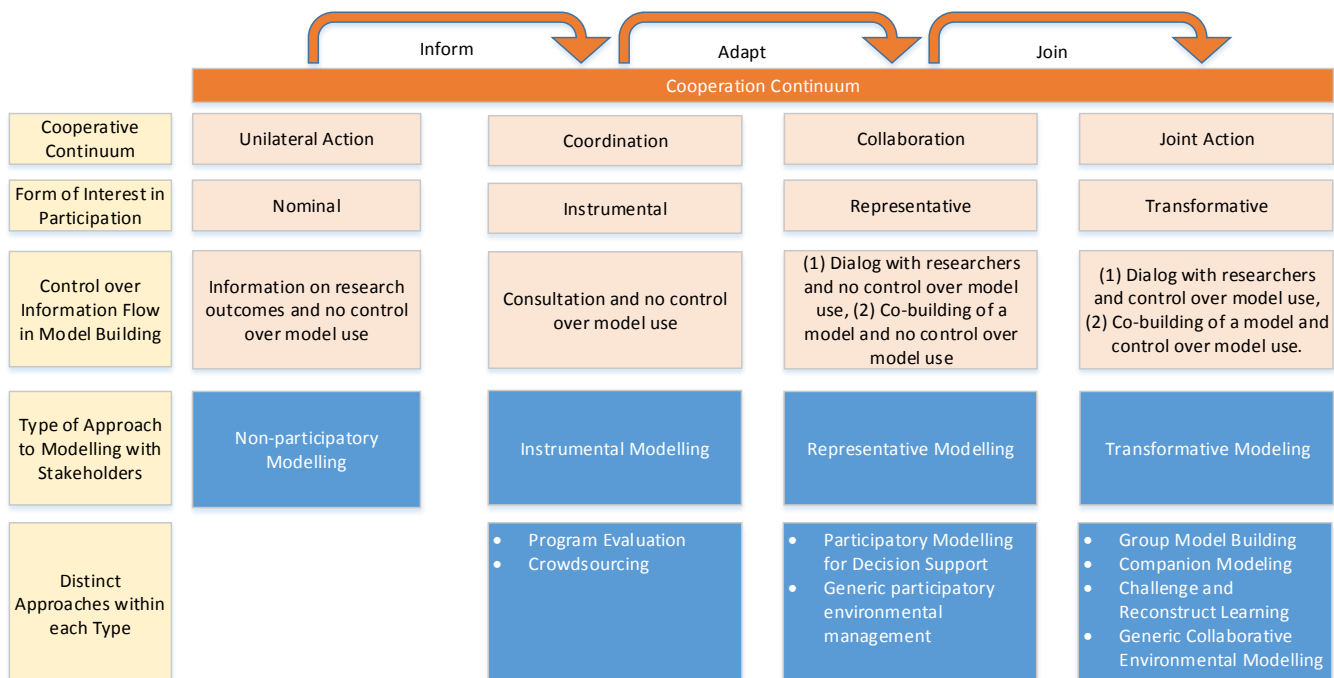 Inform
Adapt
Join
Cooperation Continuum
Cooperative
Continuum
Unilateral Action
Coordination
Collaboration
Joint Action
Form of Interest in
Participation
Nominal
Instrumental
Representative
Transformative
Control over
Information Flow
in Model Building
Information on research
outcomes and no control
over model use
Consultation and no control
over model use
(1) Dialog with researchers
and no control over model
use, (2) Co-building of a
model and no control over
model use
(1) Dialog with researchers
and control over model use,
(2) Co-building of a model and
control over model use.
Type of Approach
to Modelling with
Stakeholders
Non-participatory
Modelling
Instrumental Modelling
Representative Modelling
Transformative Modeling
Distinct
Approaches within
each Type
• Program Evaluation
• Crowdsourcing
• Participatory Modelling
for Decision Support
• Generic participatory
environmental
management
• Group Model Building
• Companion Modeling
• Challenge and
Reconstruct Learning
• Generic Collaborative
Environmental Modelling